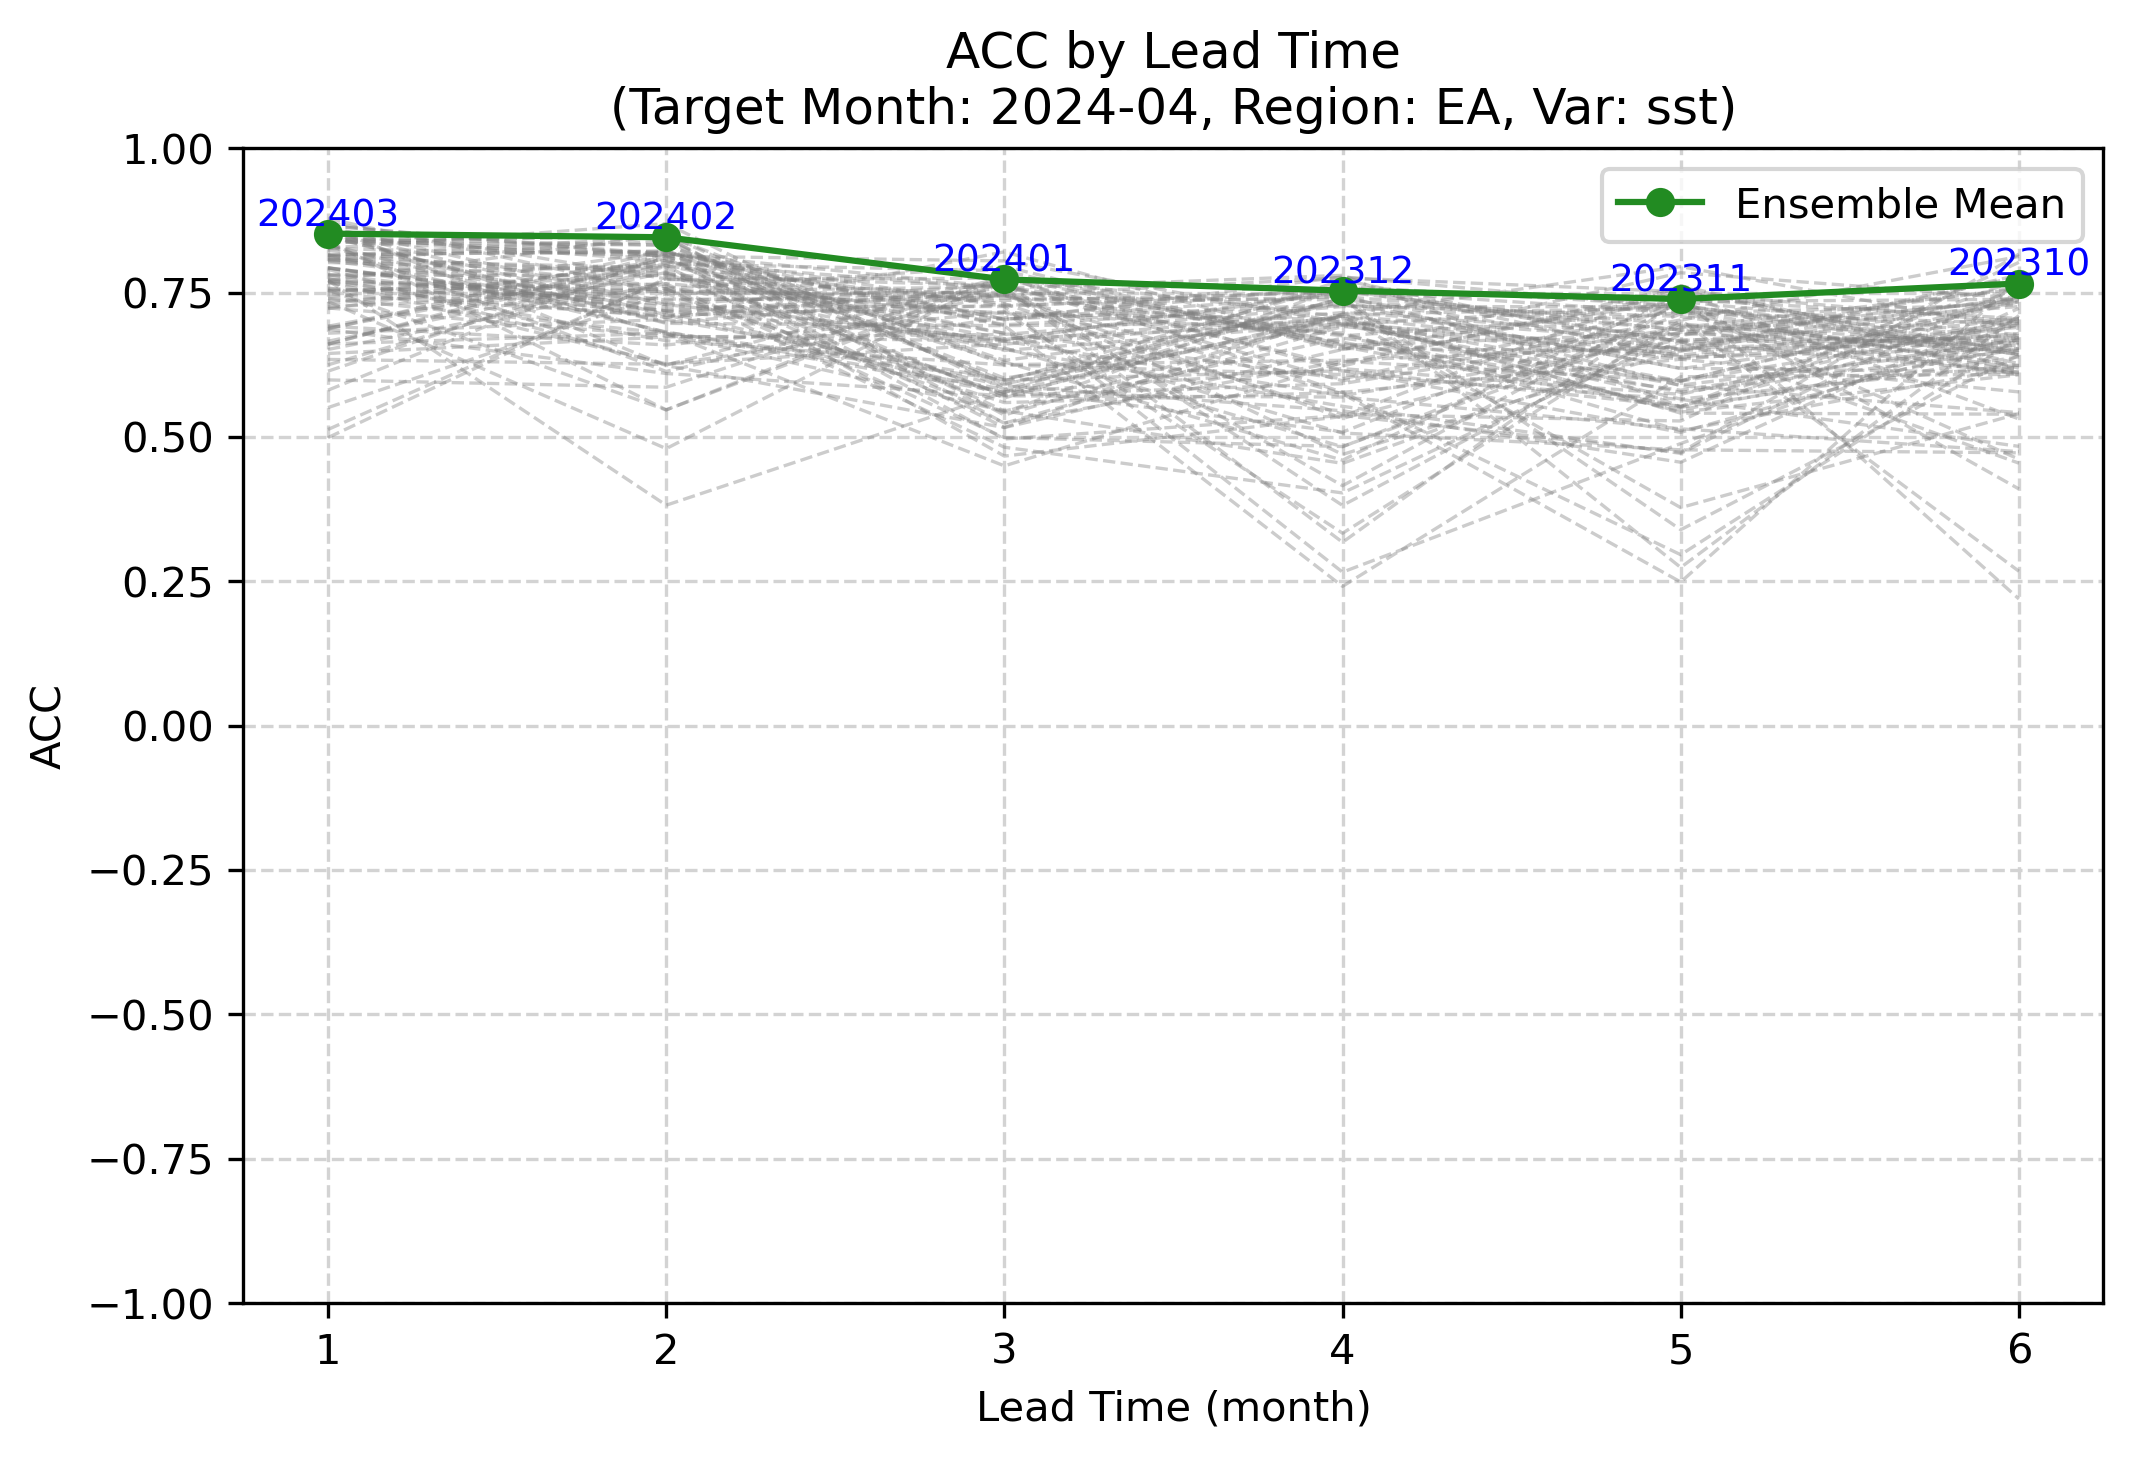 ACC by Lead Time
(Target Month: 2024-04, Region: EA, Var: sst)
Ensemble Mean
202403
202402
202401
202312
202311
202310
ACC
1.00
0.75
0.50
0.25
0.00
−0.25
−0.50
−0.75
−1.00
1 2 3 4 5 6
Lead Time (month)